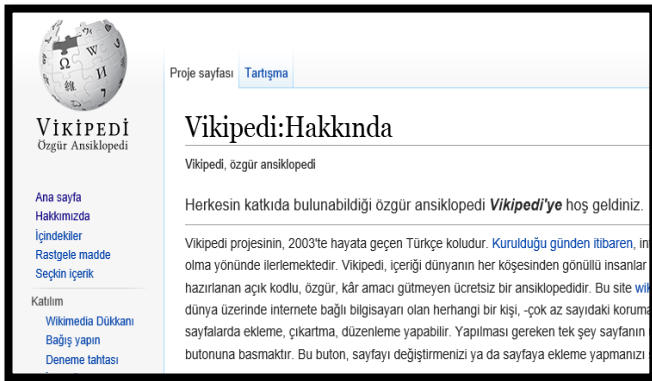 VİKİPEDİ
Özgür Ansiklopedi
Ana sayfa
Hakkımızda
İçindekiler
Rastgele madde
Seçkin içerik
Katılım
Wikimedia Dükkanı
Bağış yapın
Deneme tahtası
Proje sayfası Tartışma
Vikipedi:Hakkında
Vikipedi, özgür ansiklopedi
Herkesin katkıda bulunabildiği özgür ansiklopedi Vikipedi'ye hoş geldiniz.
Vikipedi projesinin, 2003'te hayata geçen Türkçe koludur. Kurulduğu günden itibaren,
olma yönünde ilerlemektedir. Vikipedi, içeriği dünyanın her köşesinden gönüllü insanlar
hazırlanan açık kodlu, özgür, kâr amacı gütmeyen ücretsiz bir ansiklopedidir. Bu site
dünya üzerinde internete bağlı bilgisayarı olan herhangi bir kişi, -çok az sayıdaki
sayfalarda ekleme, çıkartma, düzenleme yapabilir. Yapılması gereken tek şey sayfanın
butonuna basmaktır. Bu buton, sayfayı değiştirmenizi ya da sayfaya ekleme yapmanızı